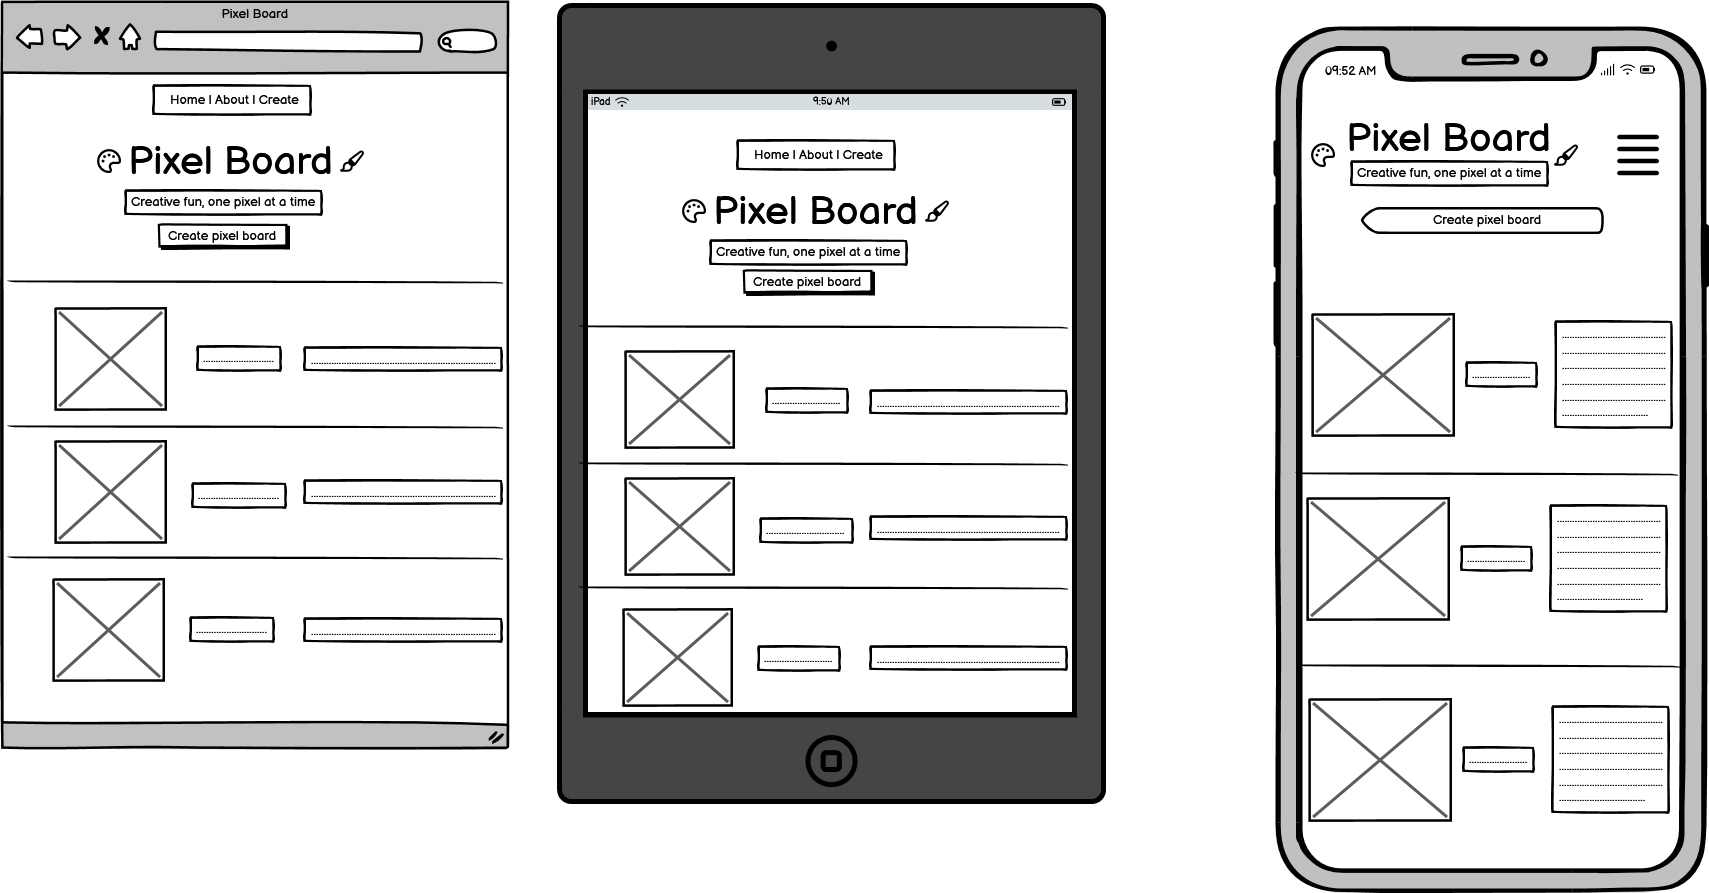 Pixel Board
Home | About | Create
Pixel Board
Creative fun, one pixel at a time
Create pixel board
iPad
9:50 AM
Home | About | Create
Pixel Board
Creative fun, one pixel at a time
Create pixel board
09:52 AM
Pixel Board
Creative fun, one pixel at a time
Create pixel board